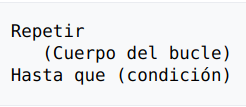 Repetir
(Cuerpo del bucle)
Hasta que (condición)